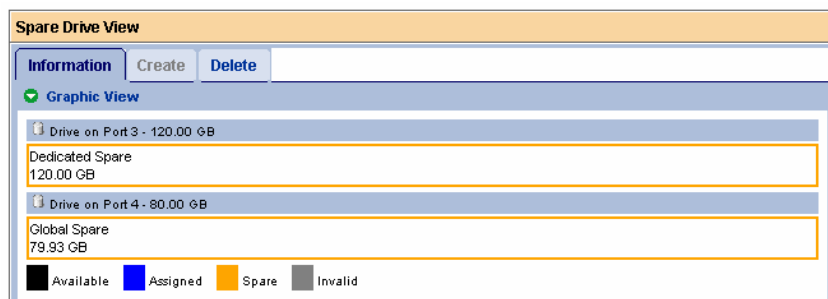 Spare Drive View
Information Create Delete
Graphic View
Drive on Port 3 - 120.00 GB
Dedicated Spare
120.00 GB
Drive on Port 4 - 80.00 GB
Global Spare
79.93 GB
Available Assigned Spare Invalid